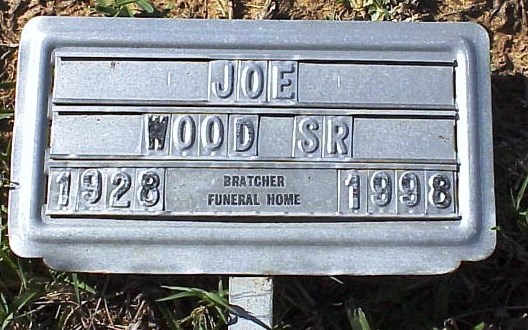 JOE
WOOD SR
1928 BRATCHER FUNERAL HOME 1998